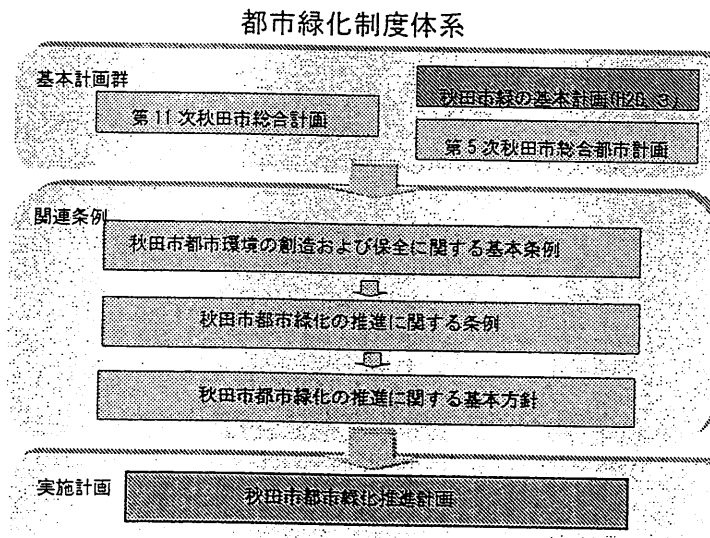 都市緑化制度体系
基本計画群
秋田市緑の基本計画(H20.3)
第11次秋田市総合計画
第5次秋田市総合都市計画
関連条例
秋田市都市環境の創造および保全に関する基本条例
秋田市都市緑化の推進に関する条例
秋田市都市緑化の推進に関する基本方針
実施計画
秋田市都市緑化推進計画